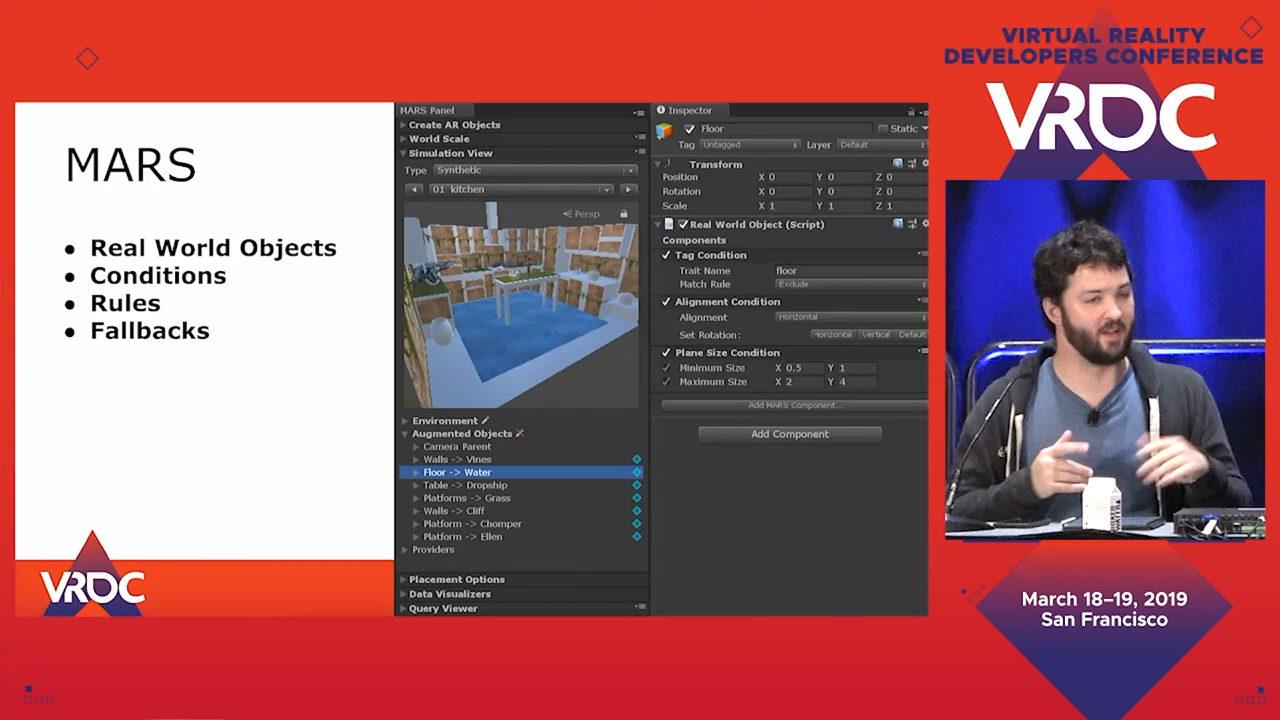 VIRTUAL REALITY
DEVELOPERS CONFERENCE
VRDC
MARS
● Real World Objects
● Conditions
● Rules
● Fallbacks
VRDC
MARS Panel
Create AR Objects
World Scale
Simulation View
Type Synthetic
01 kitchen
Persp
Environment
Augmented Objects
Camera Parent
Walls -> Vines
Floor -> Water
Table -> Dropship
Platforms -> Grass
Walls -> Cliff
Platform -> Chomper
Platform -> Ellen
Providers
Placement Options
Data Visualizers
Query Viewer
Inspector
Floor Static
Tag Untagged Layer Default
Transform
Position X 0 Y 0 Z 0
Rotation X 0 Y 0 Z 0
Scale X 1 Y 1 Z 1
Real World Object (Script)
Components
Tag Condition
Trait Name floor
Match Rule Exclude
Alignment Condition
Alignment Horizontal
Set Rotation: Horizontal Vertical Default
Plane Size Condition
Minimum Size X 0.5 Y 1
Maximum Size X 2 Y 4
Add MARS Component...
Add Component
March 18–19, 2019
San Francisco